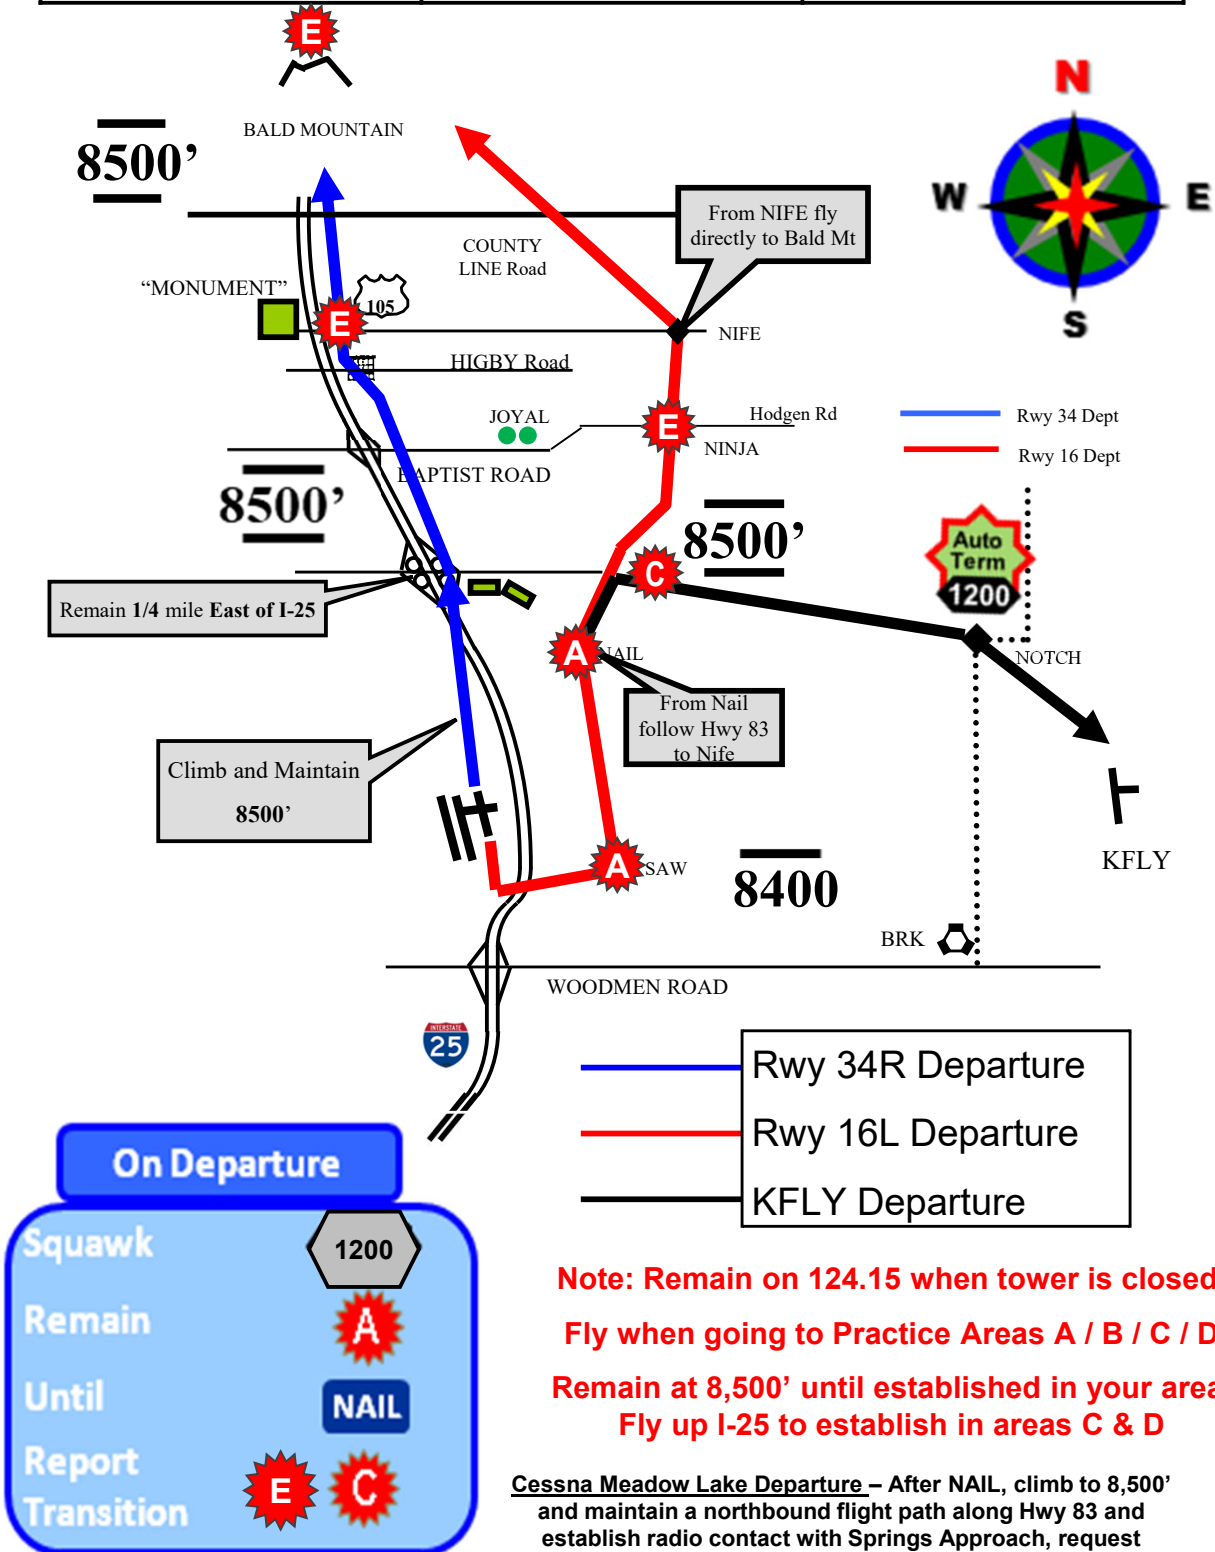 E
BALD MOUNTAIN
N
W
E
S
8500’
From NIFE fly
directly to Bald Mt
COUNTY
LINE Road
“MONUMENT”
105
E
NIFE
HIGBY Road
JOYAL
Hodgen Rd
E
NINJA
BAPTIST ROAD
Rwy 34 Dept
Rwy 16 Dept
8500’
8500’
Auto
Term
1200
C
Remain 1/4 mile East of I-25
A
NAIL
NOTCH
From Nail
follow Hwy 83
to Nife
Climb and Maintain
8500’
A
SAW
8400
KFLY
BRK
WOODMEN ROAD
INTERSTATE
25
Rwy 34R Departure
Rwy 16L Departure
KFLY Departure
On Departure
Squawk 1200
Remain A
Until NAIL
Report
Transition E C
Note: Remain on 124.15 when tower is closed
Fly when going to Practice Areas A / B / C / D
Remain at 8,500’ until established in your area
Fly up I-25 to establish in areas C & D
Cessna Meadow Lake Departure – After NAIL, climb to 8,500’
and maintain a northbound flight path along Hwy 83 and
establish radio contact with Springs Approach, request